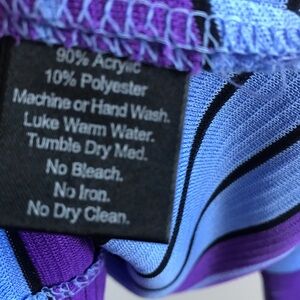 90% Acrylic
10% Polyester
Machine or Hand Wash.
Luke Warm Water.
Tumble Dry Med.
No Bleach.
No Iron.
No Dry Clean.